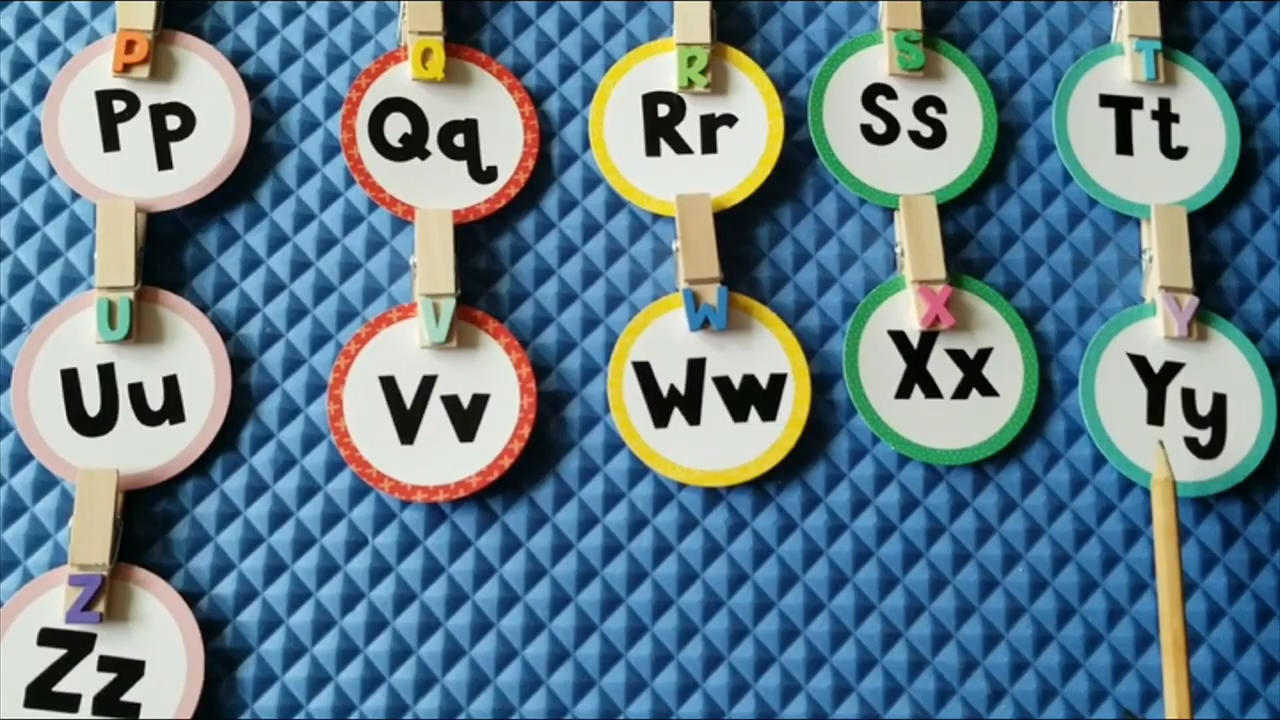 P Q R S T
Pp Qq Rr Ss Tt
U V W X Y
Uu Vv Ww Xx Yy
Z
Zz